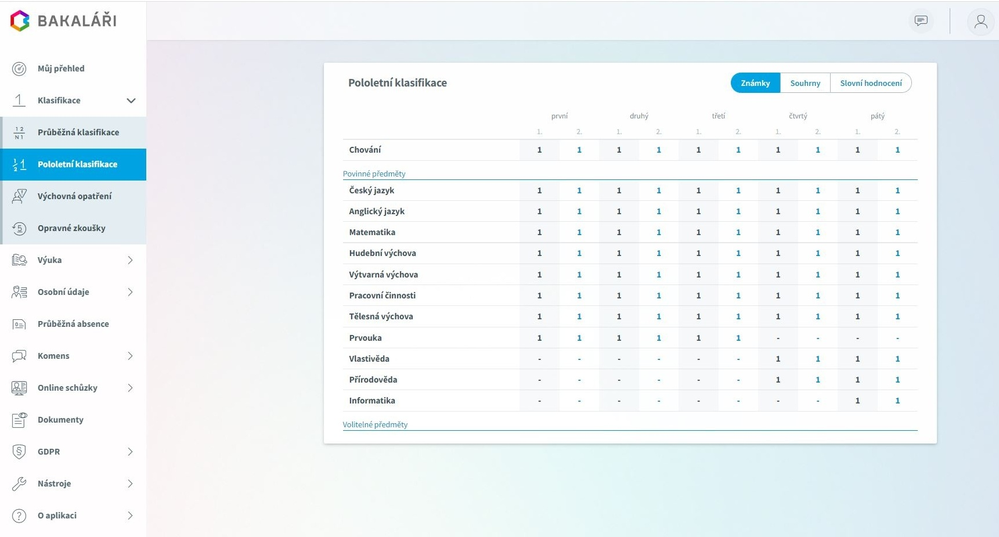 BAKALÁŘI
Můj přehled
1 Klasifikace
1 2 N 1 Průběžná klasifikace
1/2 1 Pololetní klasifikace
Výchovná opatření
5 Opravné zkoušky
Výuka
Osobní údaje
Průběžná absence
Komens
Online schůzky
Dokumenty
§ GDPR
Nástroje
? O aplikaci
Pololetní klasifikace
Známky Souhrny Slovní hodnocení
první druhý třetí čtvrtý pátý
1. 2. 1. 2. 1. 2. 1. 2. 1. 2.
Chování 1 1 1 1 1 1 1 1 1 1
Povinné předměty
Český jazyk 1 1 1 1 1 1 1 1 1 1
Anglický jazyk 1 1 1 1 1 1 1 1 1 1
Matematika 1 1 1 1 1 1 1 1 1 1
Hudební výchova 1 1 1 1 1 1 1 1 1 1
Výtvarná výchova 1 1 1 1 1 1 1 1 1 1
Pracovní činnosti 1 1 1 1 1 1 1 1 1 1
Tělesná výchova 1 1 1 1 1 1 1 1 1 1
Prvouka 1 1 1 1 1 1 - - - -
Vlastivěda - - - - - - 1 1 1 1
Přírodověda - - - - - - 1 1 1 1
Informatika - - - - - - - - 1 1
Volitelné předměty